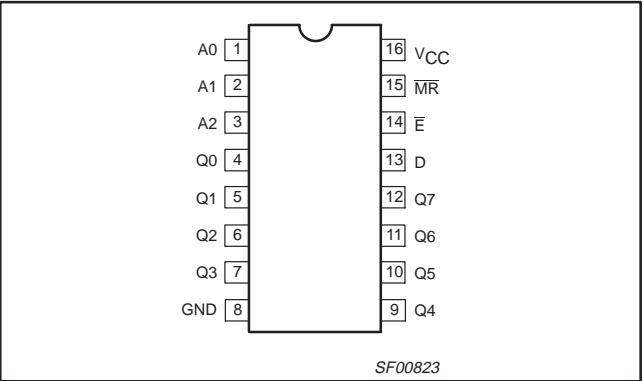 A0 1 16 VCC
A1 2 15 M̅R̅
A2 3 14 E̅
Q0 4 13 D
Q1 5 12 Q7
Q2 6 11 Q6
Q3 7 10 Q5
GND 8 9 Q4
SF00823